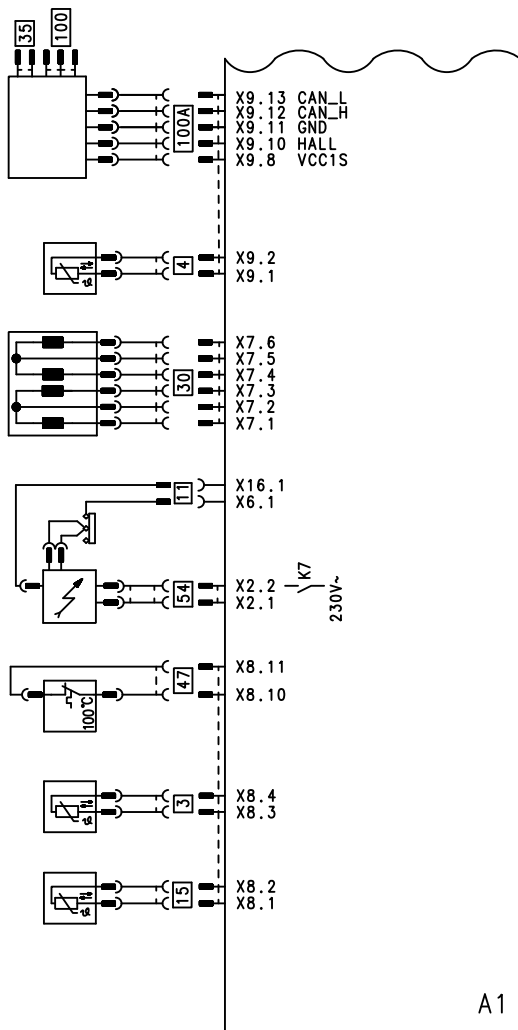 35
100
100A
X9.13 CAN_L
X9.12 CAN_H
X9.11 GND
X9.10 HALL
X9.8 VCC1S
4
X9.2
X9.1
30
X7.6
X7.5
X7.4
X7.3
X7.2
X7.1
11
X16.1
X6.1
54
X2.2
X2.1
K7
230V~
47
X8.11
X8.10
100°C
3
X8.4
X8.3
15
X8.2
X8.1
A1